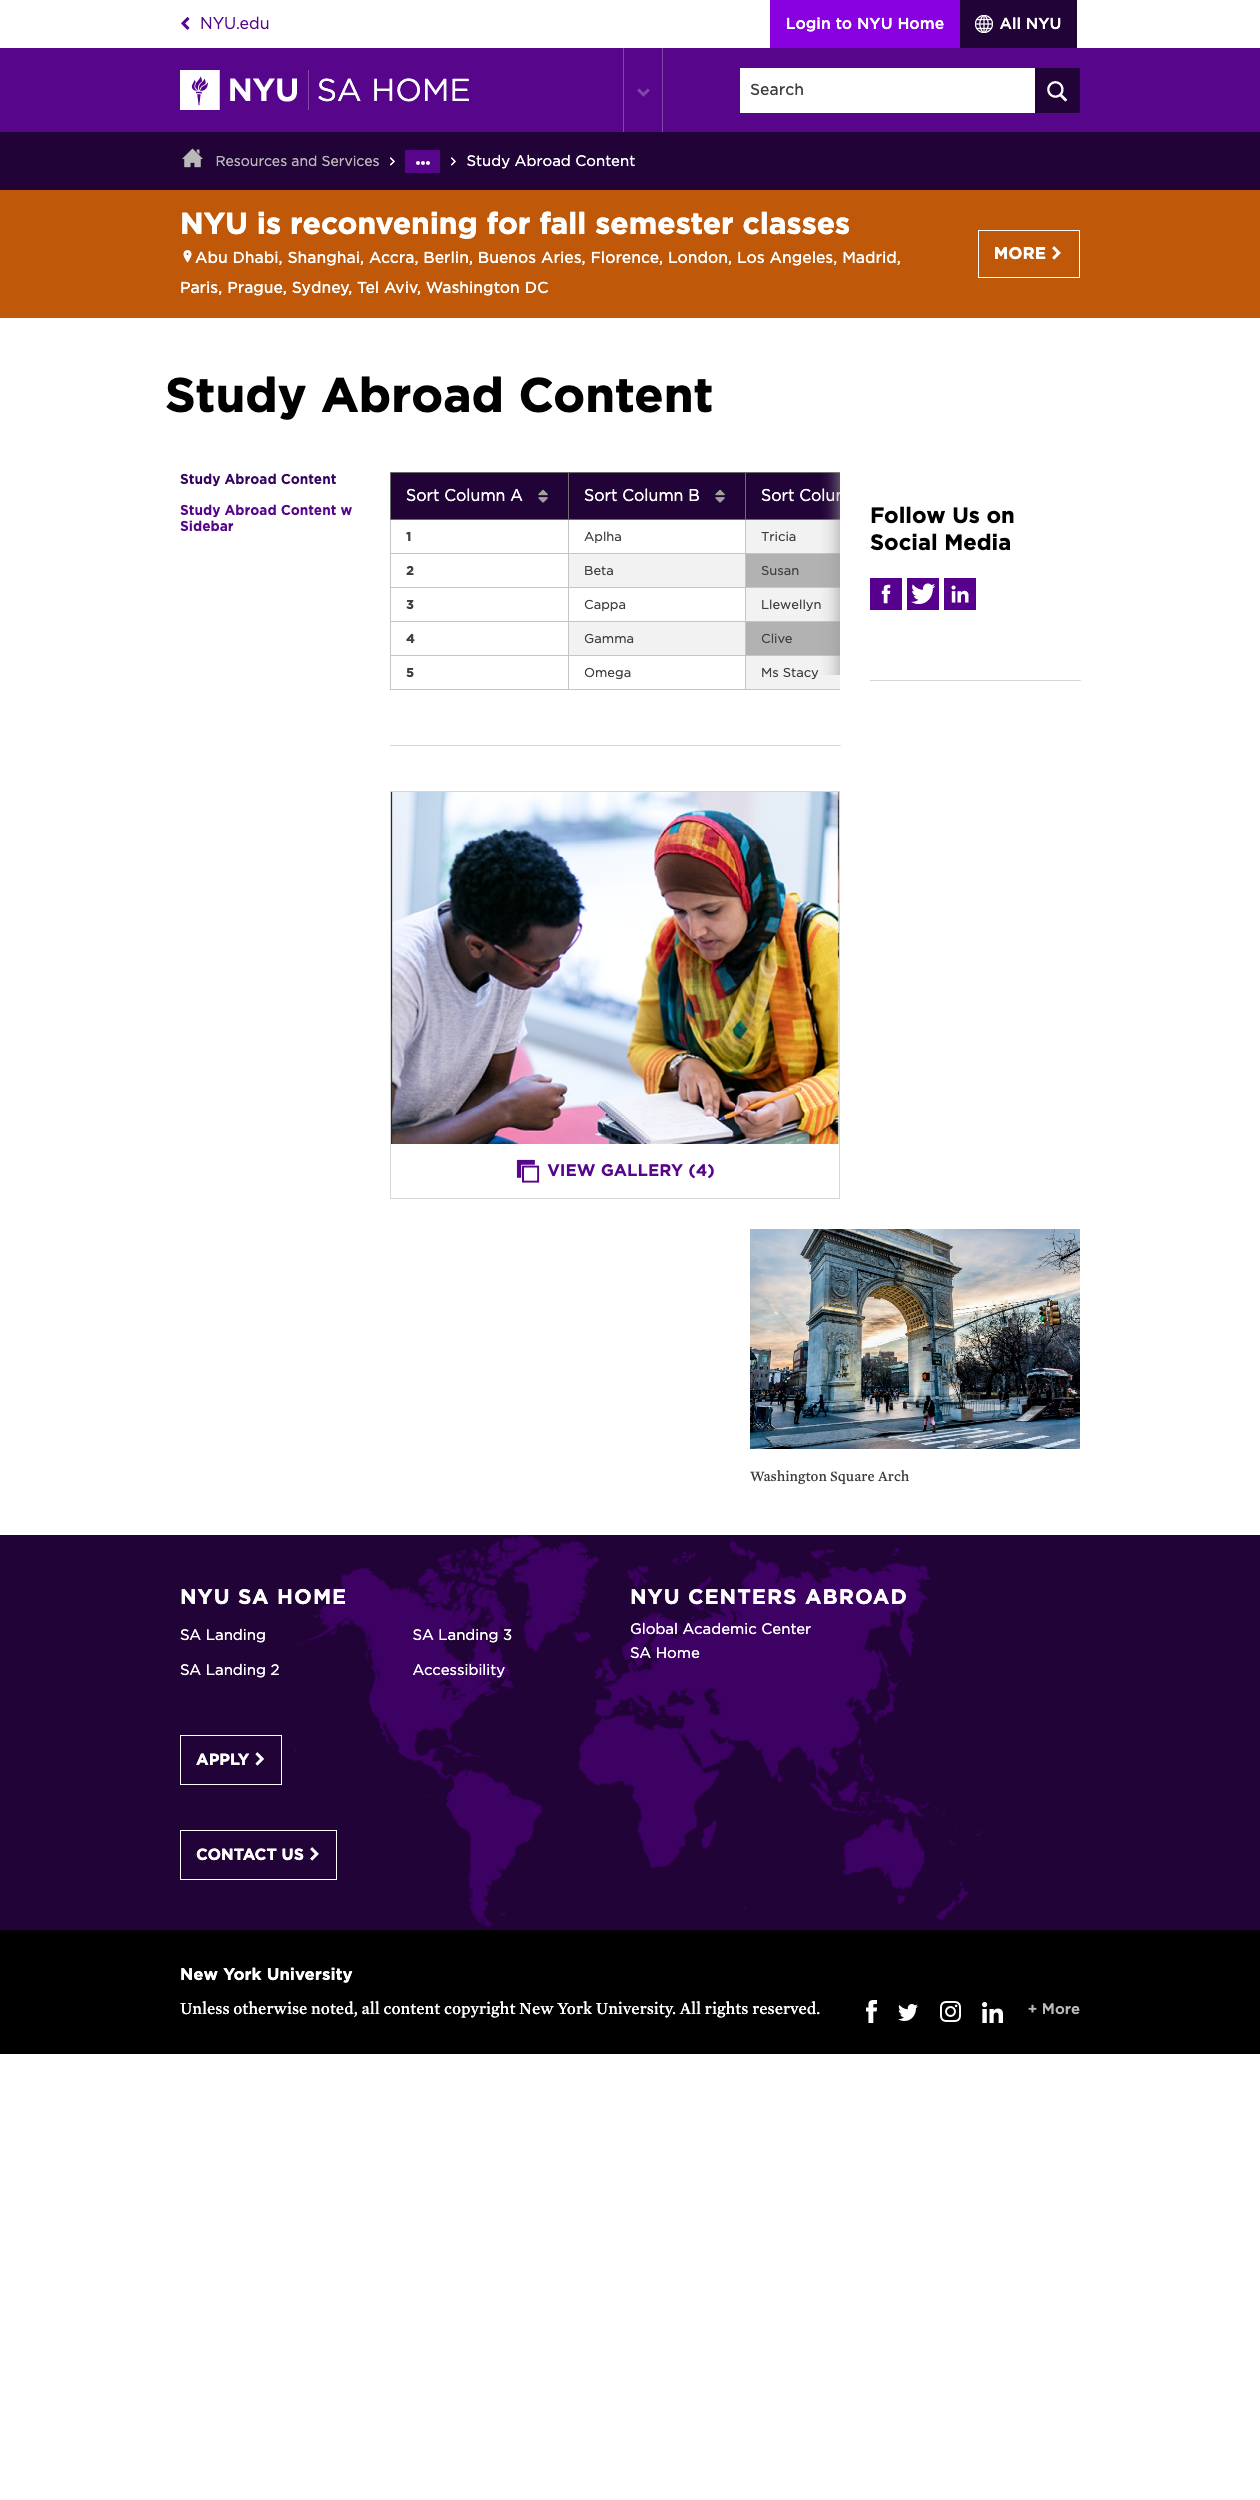 NYU.edu
Login to NYU Home
All NYU
NYU SA HOME
Search
Resources and Services
Study Abroad Content
NYU is reconvening for fall semester classes
Abu Dhabi, Shanghai, Accra, Berlin, Buenos Aries, Florence, London, Los Angeles, Madrid,
Paris, Prague, Sydney, Tel Aviv, Washington DC
MORE
Study Abroad Content
Study Abroad Content
Study Abroad Content w
Sidebar
Sort Column A Sort Column B Sort Colu
1 Aplha Tricia
2 Beta Susan
3 Cappa Llewellyn
4 Gamma Clive
5 Omega Ms Stacy
Follow Us on
Social Media
VIEW GALLERY (4)
Washington Square Arch
NYU SA HOME
SA Landing
SA Landing 3
SA Landing 2
Accessibility
NYU CENTERS ABROAD
Global Academic Center
SA Home
APPLY
CONTACT US
New York University
Unless otherwise noted, all content copyright New York University. All rights reserved.
+ More